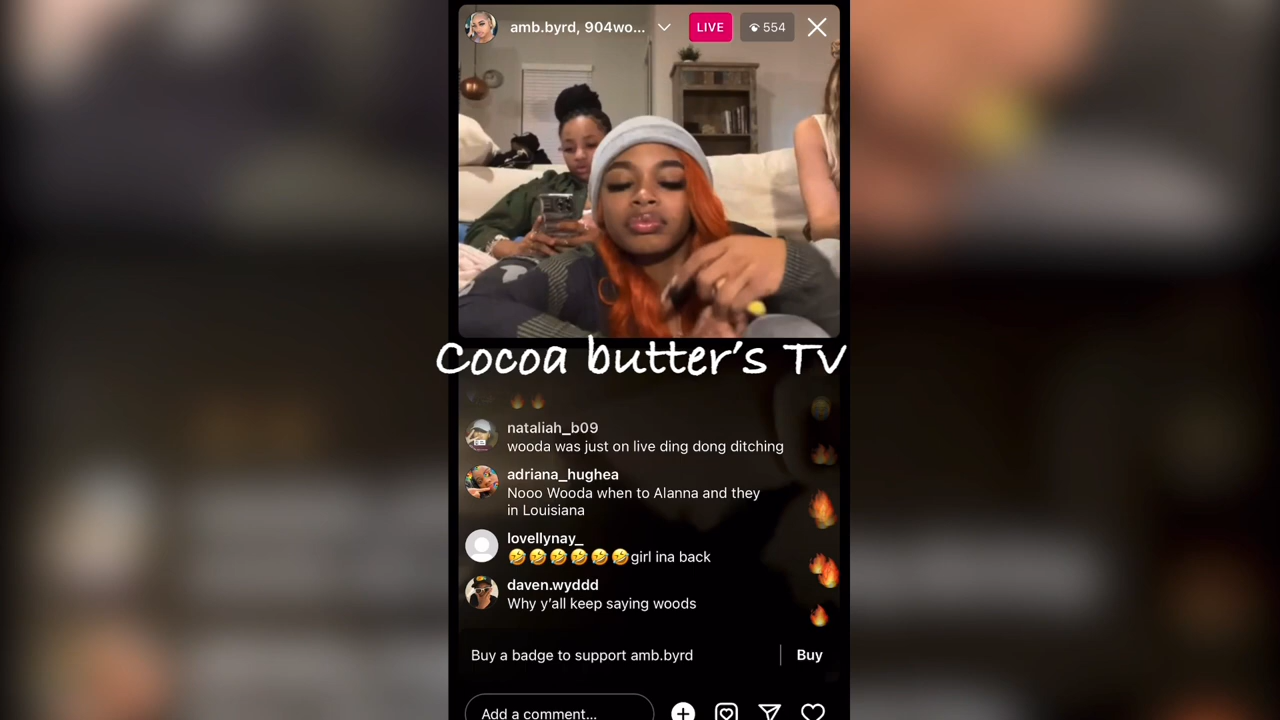 amb.byrd, 904wo...
LIVE
554
Cocoa butter's TV
nataliah_b09
wooda was just on live ding dong ditching
adriana_hughea
Nooo Wooda when to Alanna and they
in Louisiana
lovellynay_
🤣🤣🤣🤣🤣🤣girl ina back
daven.wyddd
Why y'all keep saying woods
Buy a badge to support amb.byrd
Buy
Add a comment...